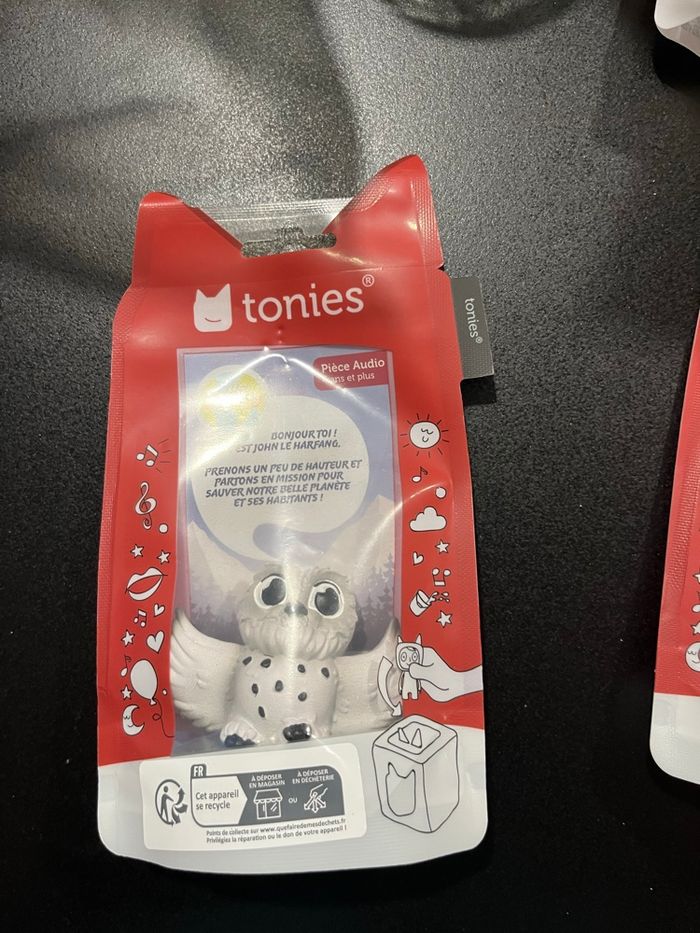 tonies®
tonies®
Pièce Audio
ans et plus
BONJOUR TOI !
EST JOHN LE HARFANG.
PRENONS UN PEU DE HAUTEUR ET
PARTONS EN MISSION POUR
SAUVER NOTRE BELLE PLANÈTE
ET SES HABITANTS !
FR
Cet appareil
se recycle
À DÉPOSER
EN MAGASIN
OU
À DÉPOSER
EN DÉCHÈTERIE
Points de collecte sur www.quefairedemesdechets.fr
Privilégiez la réparation ou le don de votre appareil !